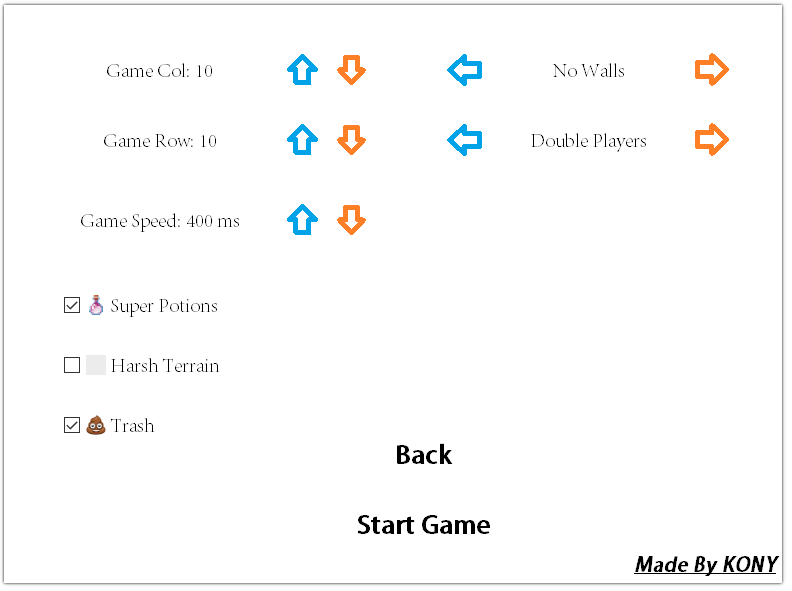 Game Col: 10
No Walls
Game Row: 10
Double Players
Game Speed: 400 ms
Super Potions
Harsh Terrain
Trash
Back
Start Game
Made By KONY